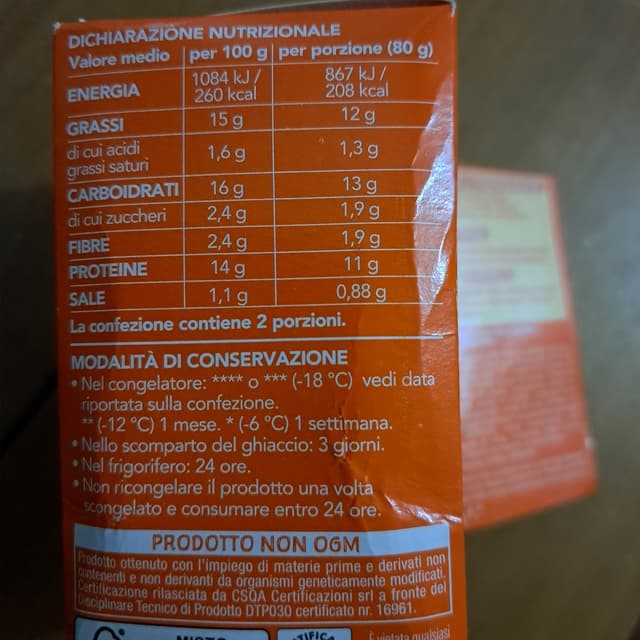 DICHIARAZIONE NUTRIZIONALE
Valore medio per 100 g per porzione (80 g)
ENERGIA 1084 kJ / 260 kcal 867 kJ / 208 kcal
GRASSI 15 g 12 g
di cui acidi grassi saturi 1,6 g 1,3 g
CARBOIDRATI 16 g 13 g
di cui zuccheri 2,4 g 1,9 g
FIBRE 2,4 g 1,9 g
PROTEINE 14 g 11 g
SALE 1,1 g 0,88 g
La confezione contiene 2 porzioni.
MODALITÀ DI CONSERVAZIONE
• Nel congelatore: **** o *** (-18 °C) vedi data
riportata sulla confezione.
** (-12 °C) 1 mese. * (-6 °C) 1 settimana.
• Nello scomparto del ghiaccio: 3 giorni.
• Nel frigorifero: 24 ore.
• Non ricongelare il prodotto una volta
scongelato e consumare entro 24 ore.
PRODOTTO NON OGM
Prodotto ottenuto con l'impiego di materie prime e derivati non
contenenti e non derivanti da organismi geneticamente modificati.
Certificazione rilasciata da CSQA Certificazioni srl a fronte del
Disciplinare Tecnico di Prodotto DTP030 certificato nr. 16961.
MISTO
È vietata qualsiasi